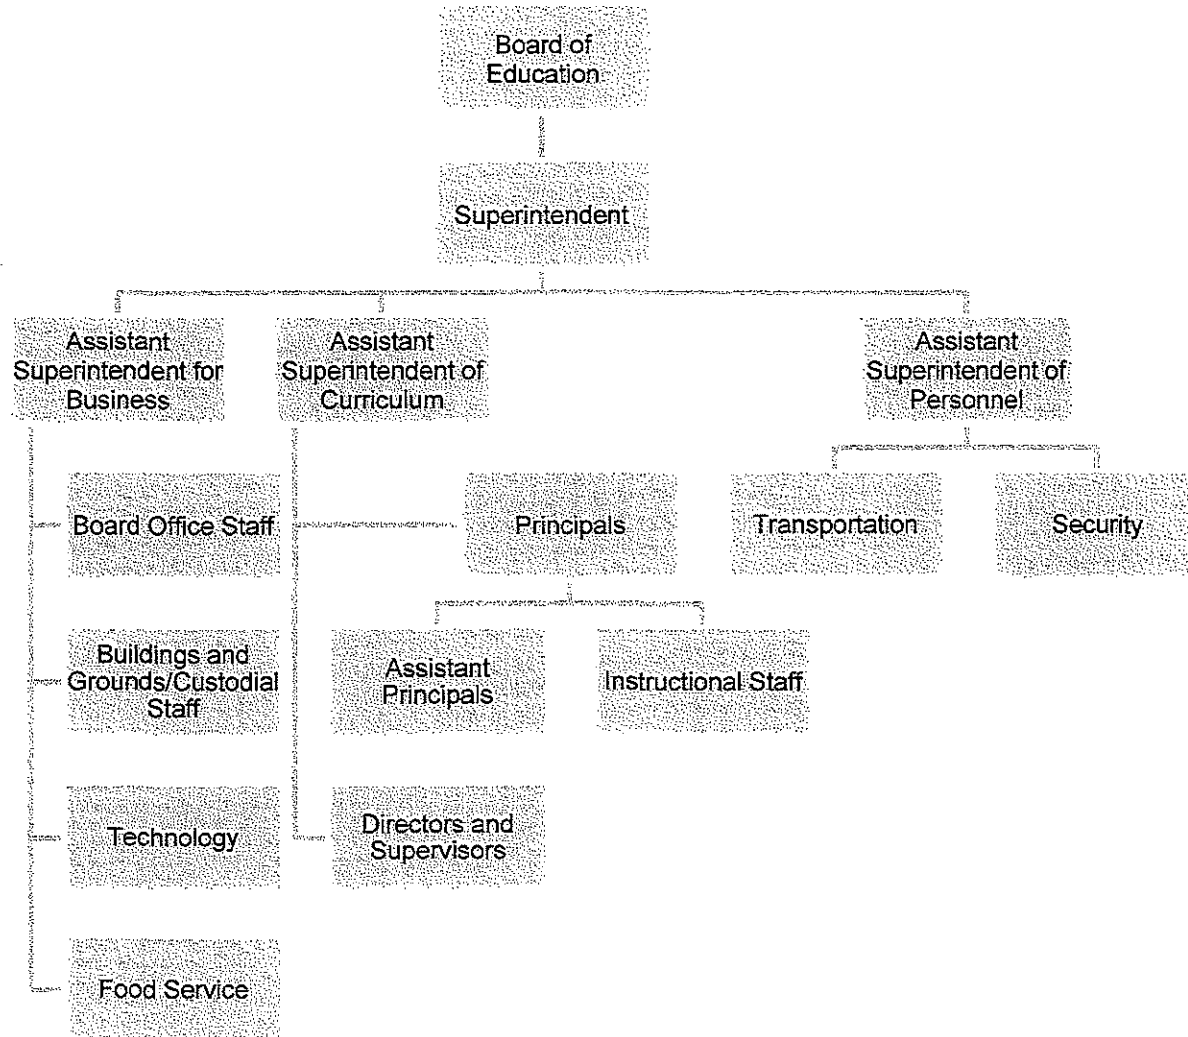 Board of
Education
Superintendent
Assistant
Superintendent for
Business
Assistant
Superintendent of
Curriculum
Assistant
Superintendent of
Personnel
Board Office Staff
Principals
Transportation
Security
Buildings and
Grounds/Custodial
Staff
Assistant
Principals
Instructional Staff
Technology
Directors and
Supervisors
Food Service